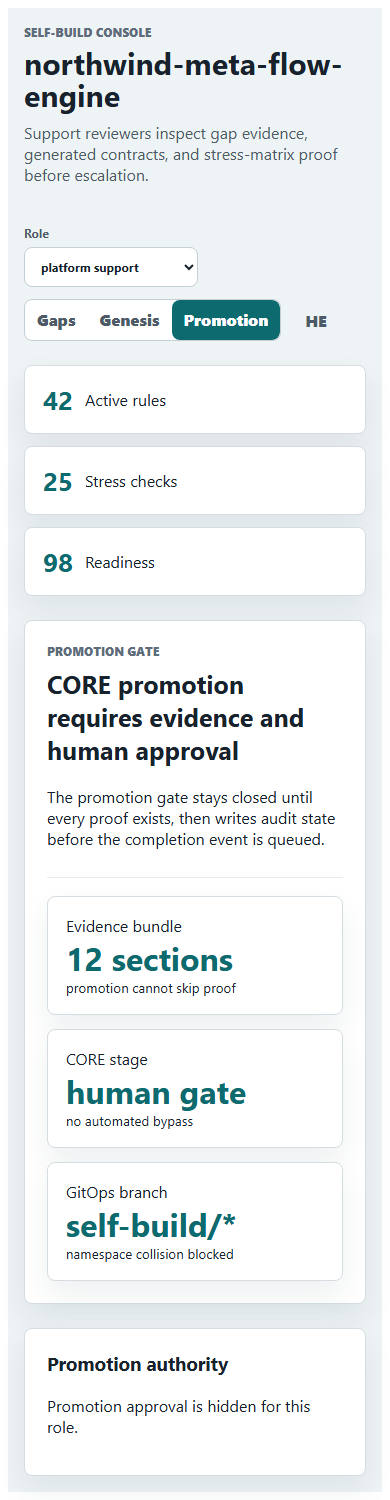 SELF-BUILD CONSOLE
northwind-meta-flow-
engine
Support reviewers inspect gap evidence,
generated contracts, and stress-matrix proof
before escalation.
Role
platform support
Gaps Genesis Promotion HE
42 Active rules
25 Stress checks
98 Readiness
PROMOTION GATE
CORE promotion
requires evidence and
human approval
The promotion gate stays closed until
every proof exists, then writes audit state
before the completion event is queued.
Evidence bundle
12 sections
promotion cannot skip proof
CORE stage
human gate
no automated bypass
GitOps branch
self-build/*
namespace collision blocked
Promotion authority
Promotion approval is hidden for this
role.